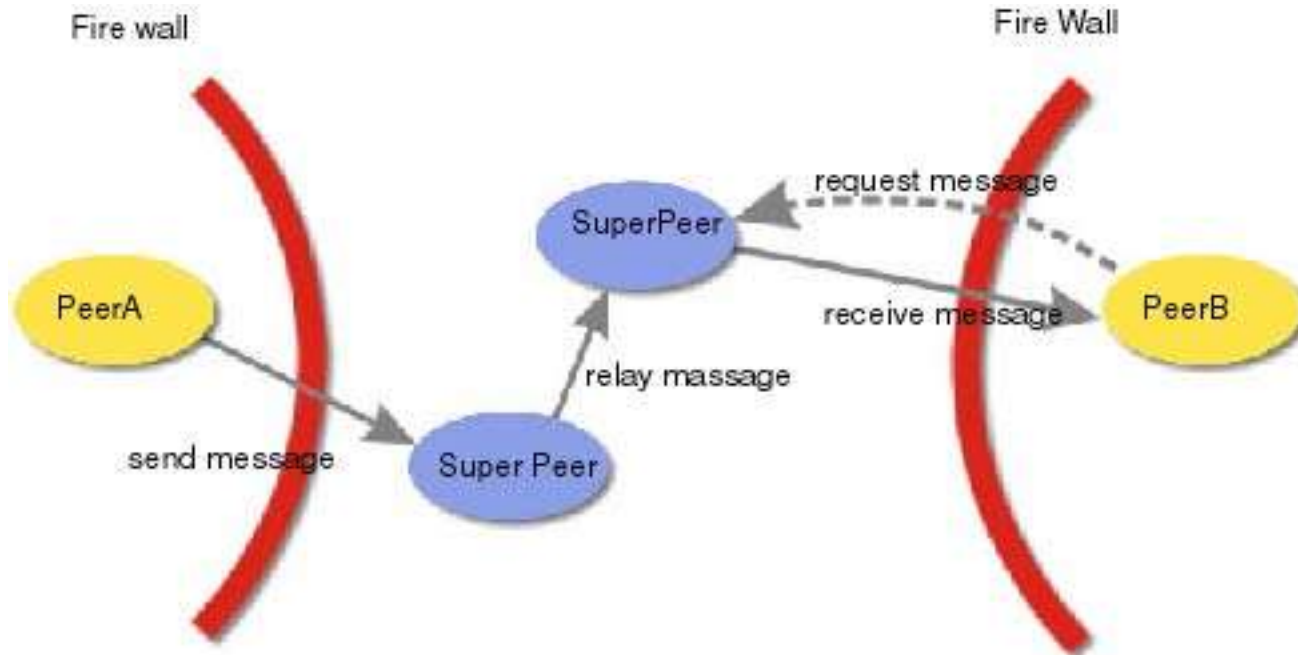 Fire wall
Fire Wall
request message
SuperPeer
PeerA
receive message
PeerB
relay massage
send message
Super Peer